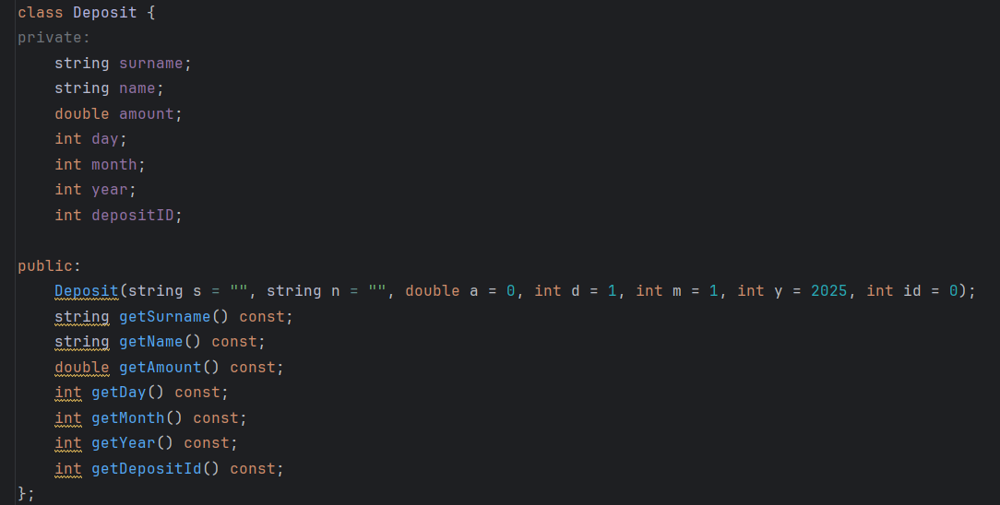 class Deposit {
private:
    string surname;
    string name;
    double amount;
    int day;
    int month;
    int year;
    int depositID;

public:
    Deposit(string s = "", string n = "", double a = 0, int d = 1, int m = 1, int y = 2025, int id = 0);
    string getSurname() const;
    string getName() const;
    double getAmount() const;
    int getDay() const;
    int getMonth() const;
    int getYear() const;
    int getDepositId() const;
};